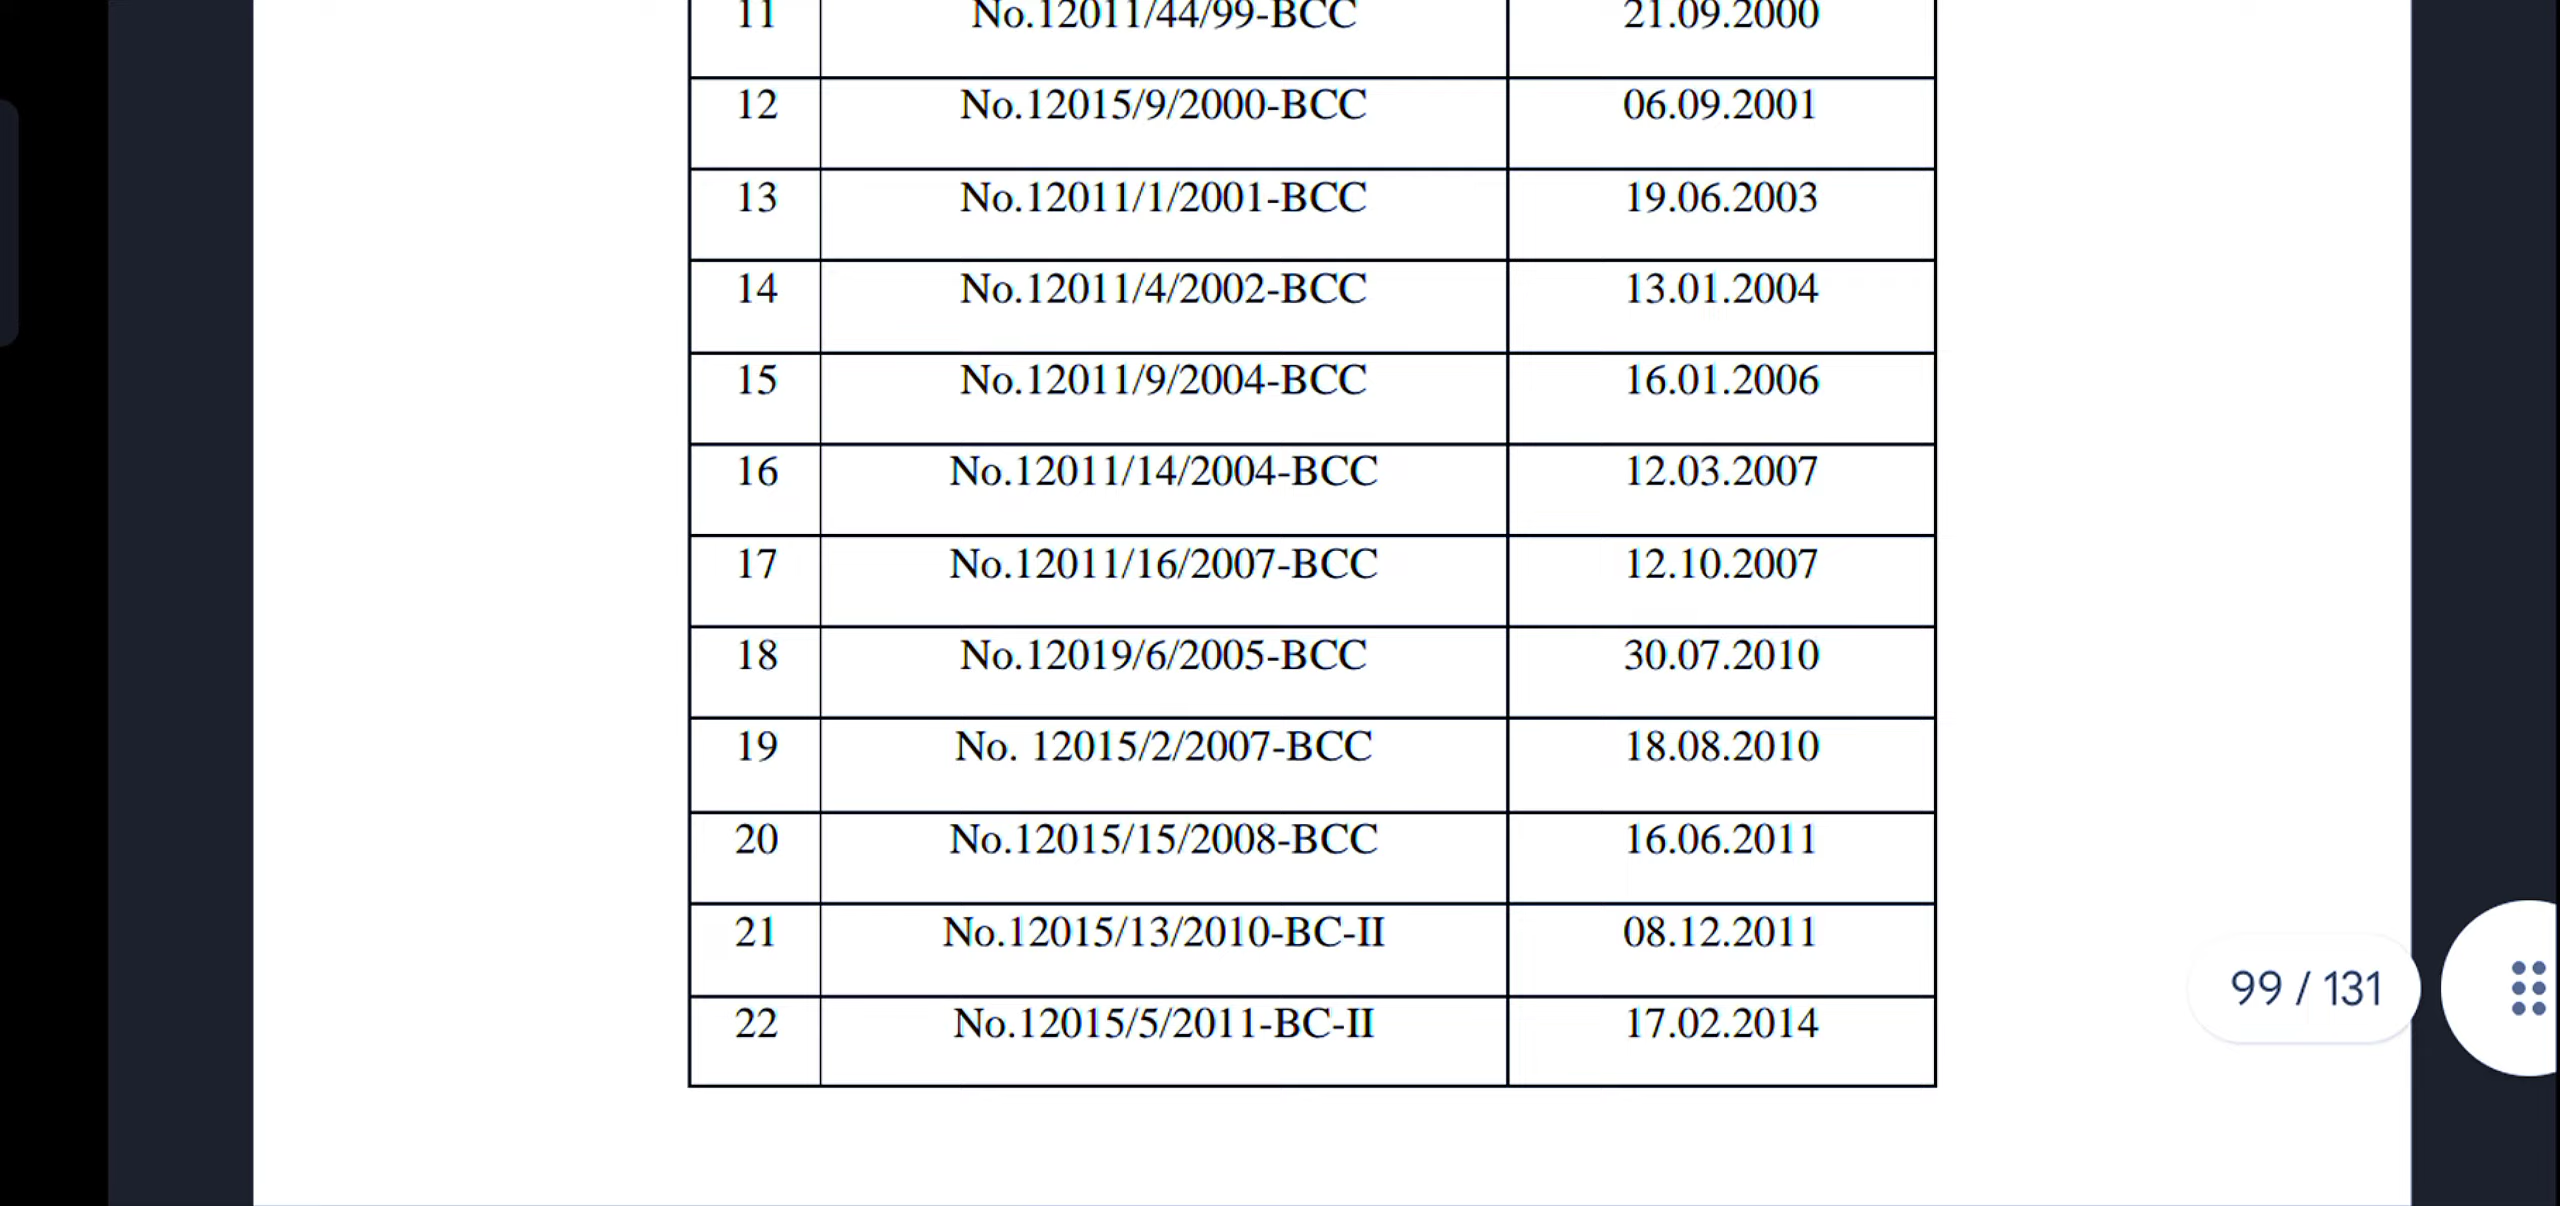 11 No.12011/44/99-BCC 21.09.2000
12 No.12015/9/2000-BCC 06.09.2001
13 No.12011/1/2001-BCC 19.06.2003
14 No.12011/4/2002-BCC 13.01.2004
15 No.12011/9/2004-BCC 16.01.2006
16 No.12011/14/2004-BCC 12.03.2007
17 No.12011/16/2007-BCC 12.10.2007
18 No.12019/6/2005-BCC 30.07.2010
19 No. 12015/2/2007-BCC 18.08.2010
20 No.12015/15/2008-BCC 16.06.2011
21 No.12015/13/2010-BC-II 08.12.2011
22 No.12015/5/2011-BC-II 17.02.2014
99 / 131